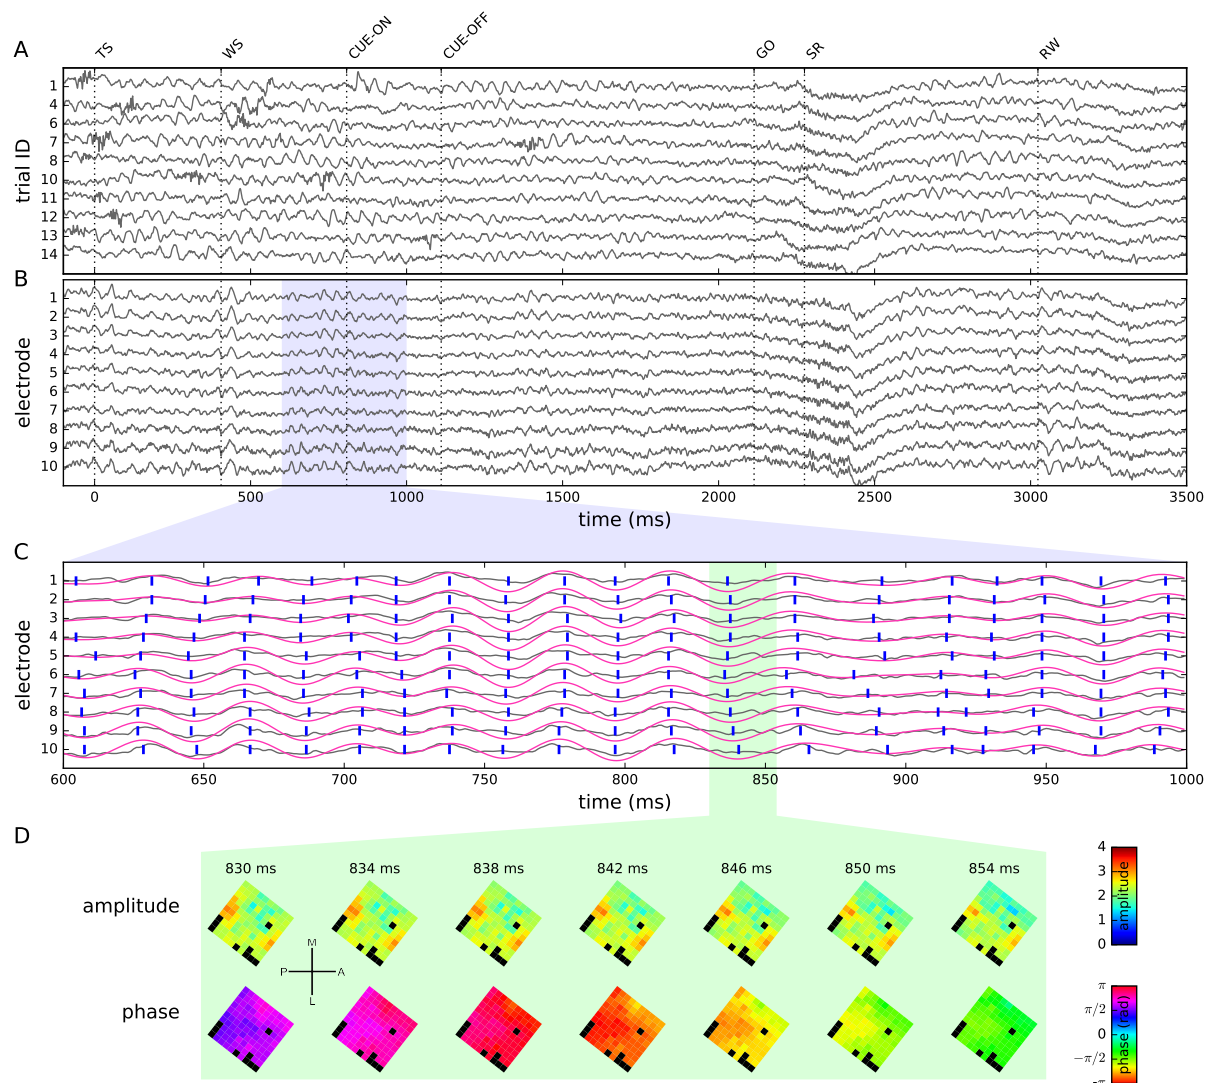 TS WS CUE-ON CUE-OFF GO SR RW
A
trial ID
1
4
6
7
8
10
11
12
13
14
B
electrode
1
2
3
4
5
6
7
8
9
10
0 500 1000 1500 2000 2500 3000 3500
time (ms)
C
electrode
1
2
3
4
5
6
7
8
9
10
600 650 700 750 800 850 900 950 1000
time (ms)
D
830 ms 834 ms 838 ms 842 ms 846 ms 850 ms 854 ms
amplitude
4
3
2
1
0
amplitude
M
P A
L
phase
π
π/2
0
−π/2
-π
phase (rad)